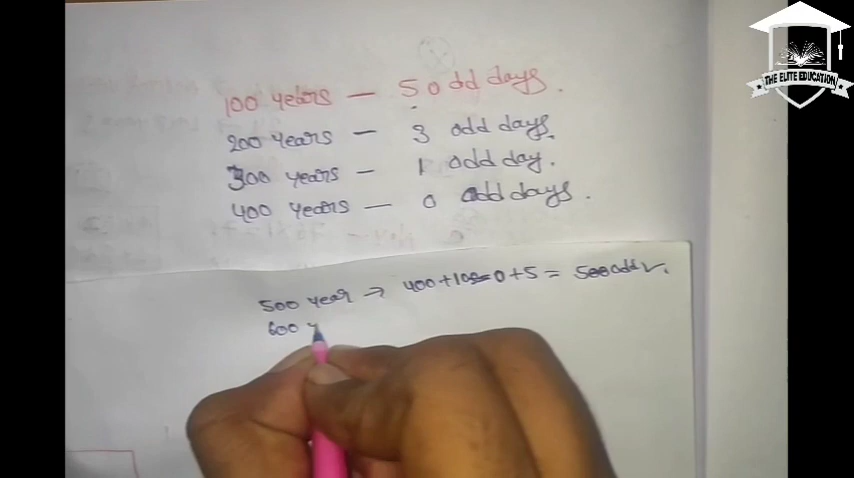 THE ELITE EDUCATION
100 years — 5 odd days.
200 years — 3 odd days.
300 years — 1 odd day.
400 years — 0 odd days.
500 year → 400+100=0+5 = 5 odd
600 y